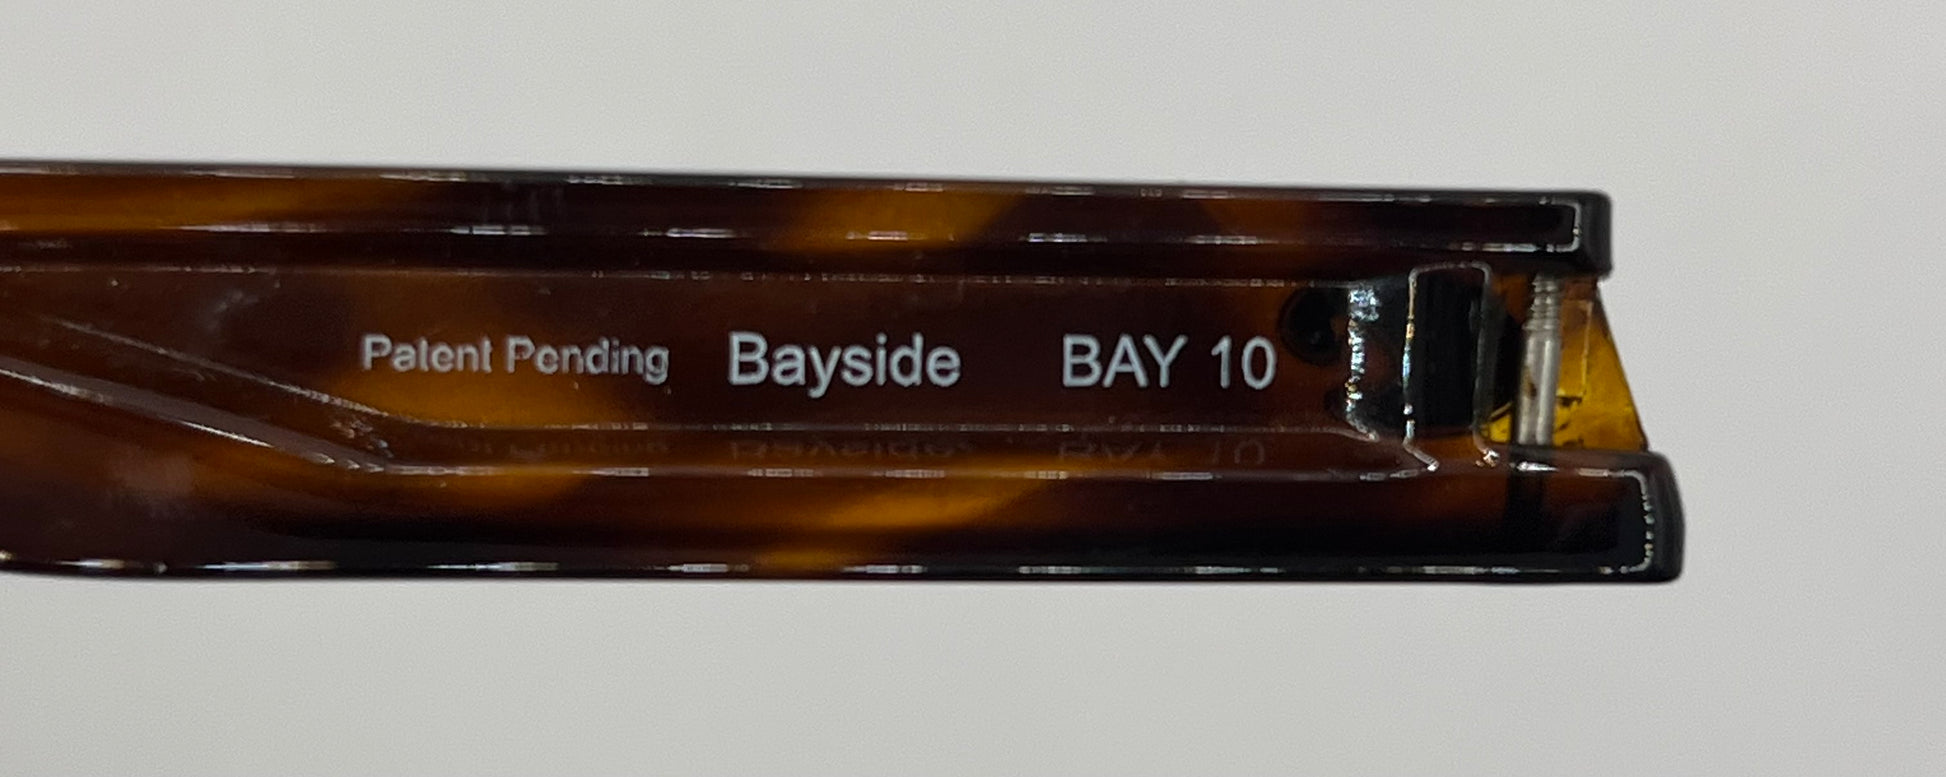 Patent Pending Bayside BAY 10